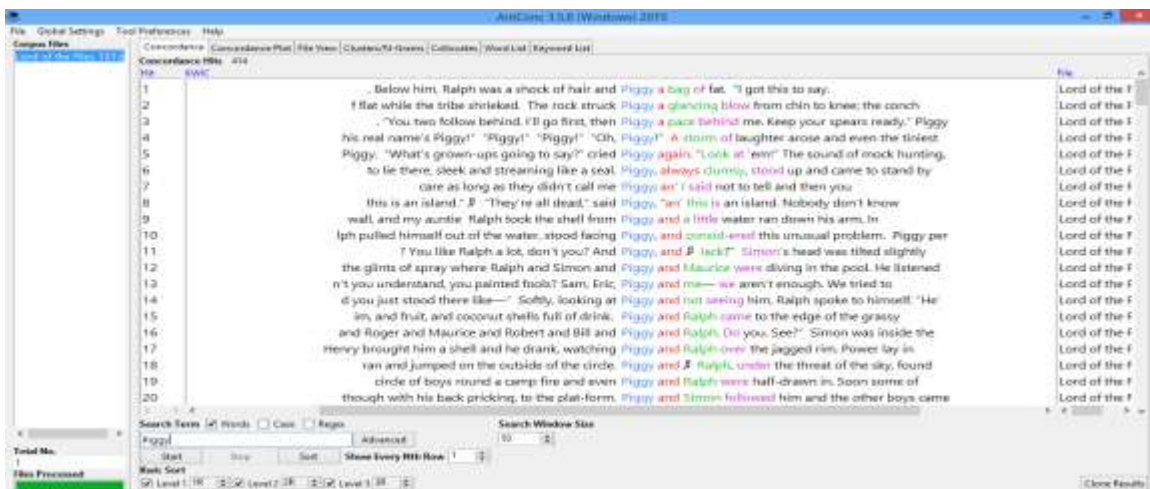 AntConc 3.5.8 (Windows) 2019
File Global Settings Tool Preferences Help
Corpus Files
Lord of the Flies
Concordance Concordance Plot File View Clusters/N-Grams Collocates Word List Keyword List
Concordance Hits 414
Hit KWIC File
1 . Below him, Ralph was a shock of hair and Piggy a bag of fat. "I got this to say. Lord of the F
2 f flat while the tribe shrieked. The rock struck Piggy a glancing blow from chin to knee; the conch Lord of the F
3 . "You two follow behind. I'll go first, then Piggy a pace behind me. Keep your spears ready." Piggy Lord of the F
4 his real name's Piggy!" "Piggy!" "Piggy!" "Oh, Piggy!" A storm of laughter arose and even the tiniest Lord of the F
5 Piggy. "What's grown-ups going to say?" cried Piggy again. "Look at 'em!" The sound of mock hunting, Lord of the F
6 to lie there, sleek and streaming like a seal. Piggy, always clumsy, stood up and came to stand by Lord of the F
7 care as long as they didn't call me Piggy an' I said not to tell and then you Lord of the F
8 this is an island." "They're all dead," said Piggy, "an' this is an island. Nobody don't know Lord of the F
9 wall, and my auntie Ralph took the shell from Piggy and a little water ran down his arm. In Lord of the F
10 lph pulled himself out of the water, stood facing Piggy, and consid-ered this unusual problem. Piggy per Lord of the F
11 ? You like Ralph a lot, don't you? And Piggy, and Jack?" Simon's head was tilted slightly Lord of the F
12 the glints of spray where Ralph and Simon and Piggy and Maurice were diving in the pool. He listened Lord of the F
13 n't you understand, you painted fools? Sam, Eric, Piggy and me— we aren't enough. We tried to Lord of the F
14 d you just stood there like—" Softly, looking at Piggy and not seeing him, Ralph spoke to himself. "He' Lord of the F
15 im, and fruit, and coconut shells full of drink. Piggy and Ralph came to the edge of the grassy Lord of the F
16 and Roger and Maurice and Robert and Bill and Piggy and Ralph. Do you. See?" Simon was inside the Lord of the F
17 Henry brought him a shell and he drank, watching Piggy and Ralph over the jagged rim. Power lay in Lord of the F
18 ran and jumped on the outside of the circle. Piggy and Ralph, under the threat of the sky, found Lord of the F
19 circle of boys round a camp fire and even Piggy and Ralph were half-drawn in. Soon some of Lord of the F
20 though with his back pricking, to the plat-form. Piggy and Simon followed him and the other boys came Lord of the F
Search Term Words Case Regex Search Window Size
Piggy Advanced 50
Total No.
1
Start Stop Sort Show Every Nth Row 1
Files Processed
Kwic Sort
Level 1 1R Level 2 2R Level 3 3R
Clone Results